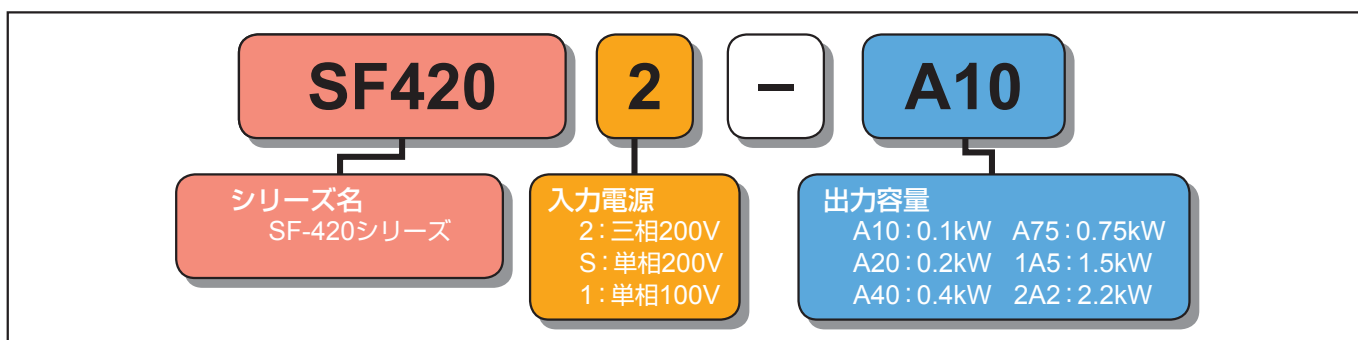 SF420 2 – A10
シリーズ名
SF-420シリーズ
入力電源
2：三相200V
S：単相200V
1：単相100V
出力容量
A10：0.1kW A75：0.75kW
A20：0.2kW 1A5：1.5kW
A40：0.4kW 2A2：2.2kW